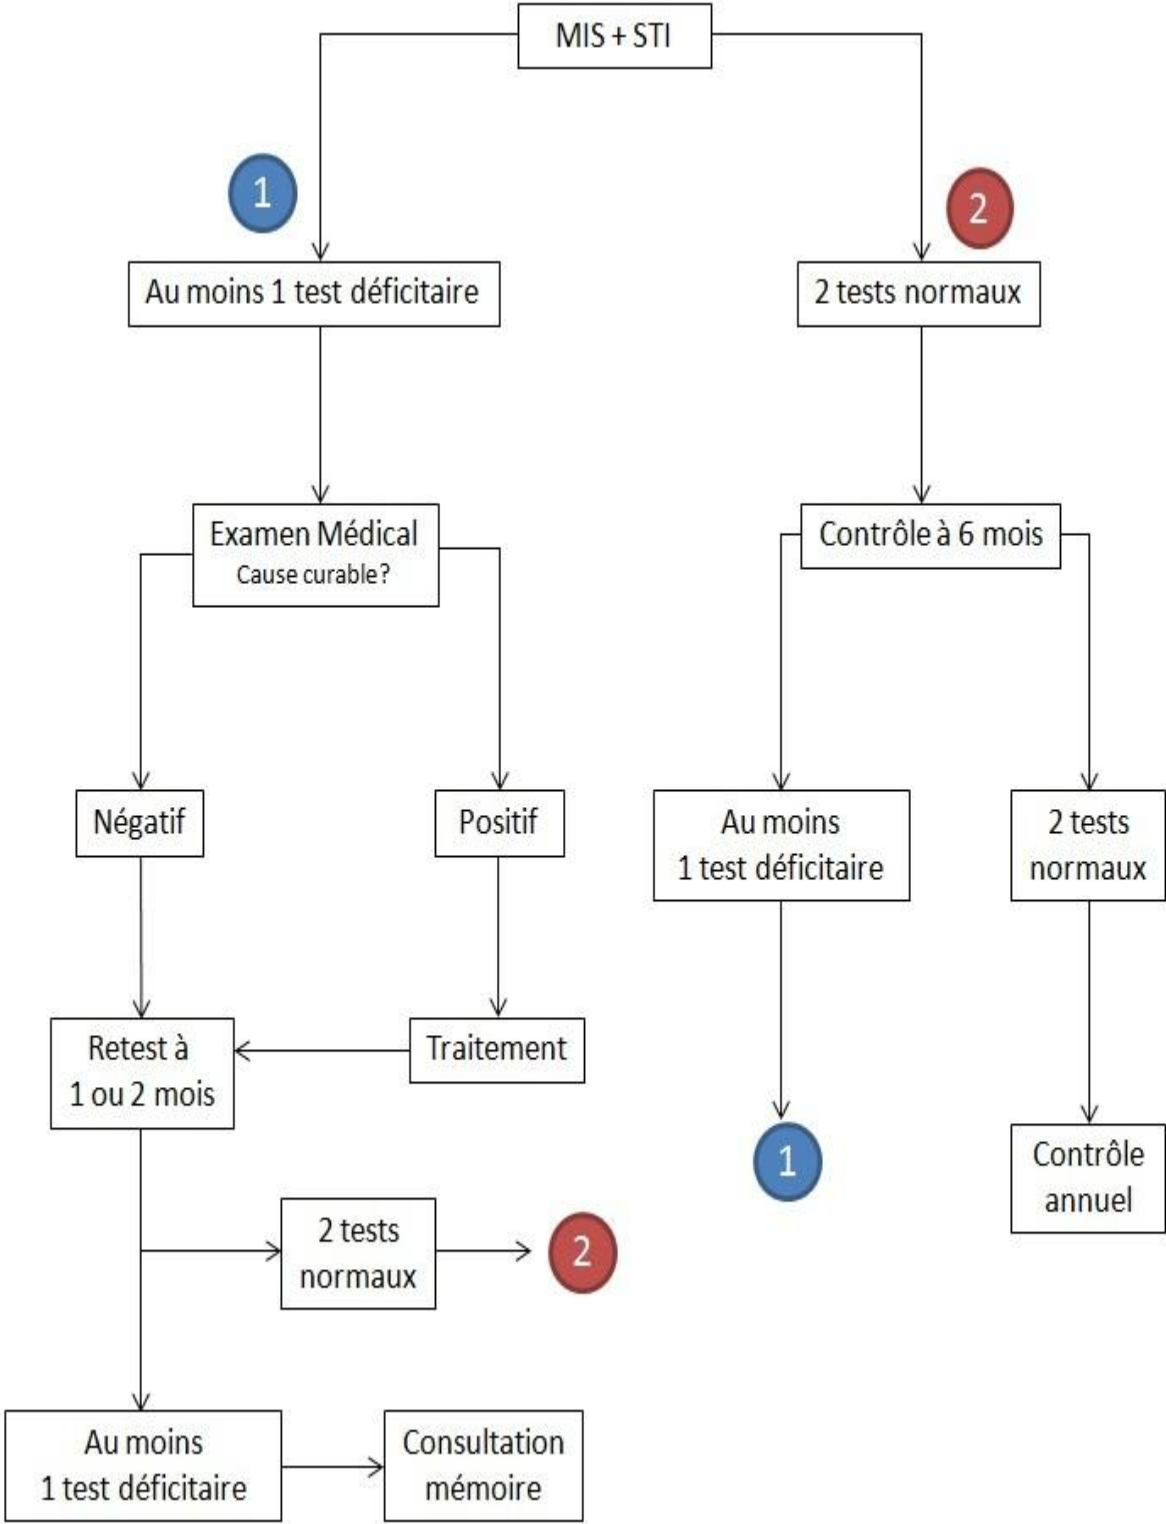 MIS + STI
1
2
Au moins 1 test déficitaire
2 tests normaux
Examen Médical
Cause curable?
Contrôle à 6 mois
Négatif
Positif
Au moins
1 test déficitaire
2 tests
normaux
Retest à
1 ou 2 mois
Traitement
1
Contrôle
annuel
2 tests
normaux
2
Au moins
1 test déficitaire
Consultation
mémoire